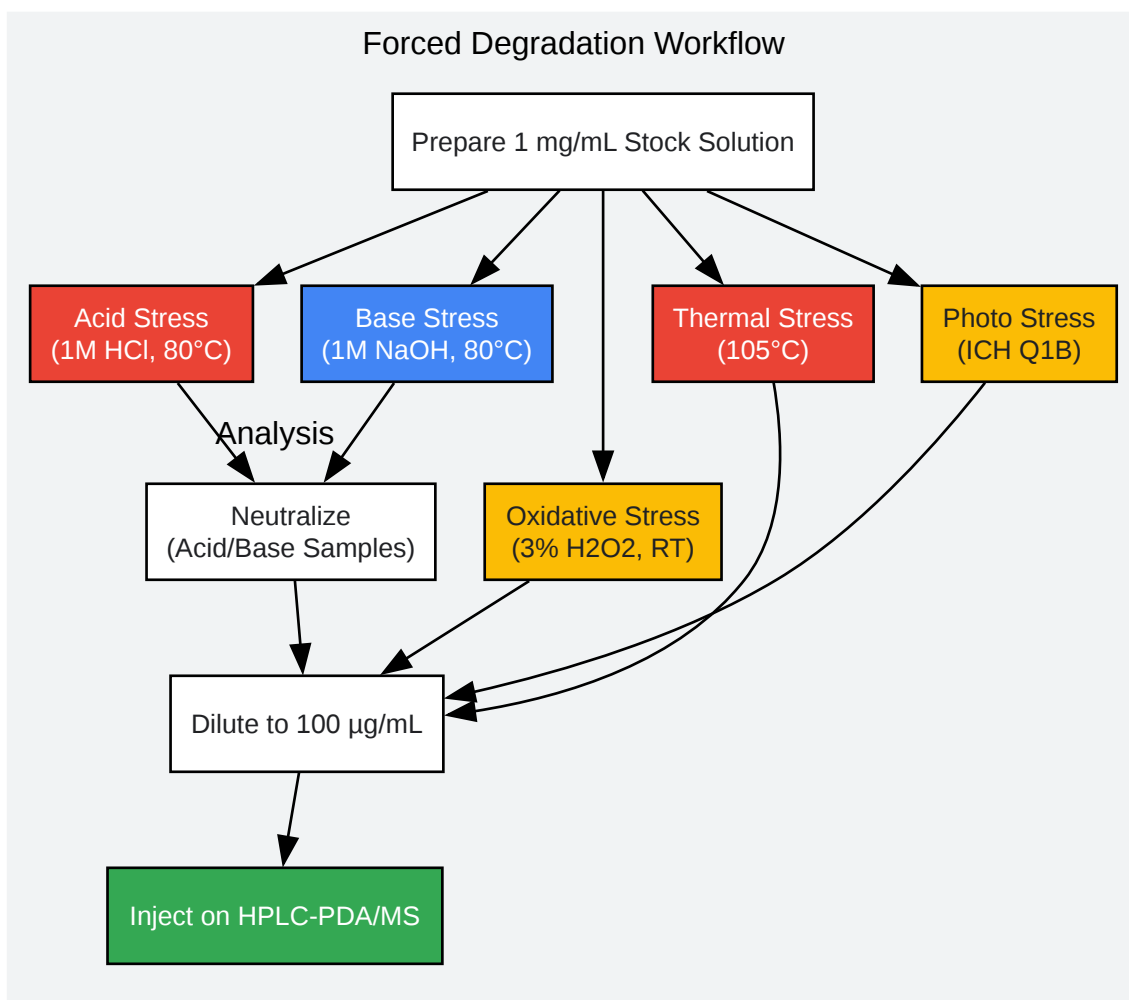 Forced Degradation Workflow
Prepare 1 mg/mL Stock Solution
Acid Stress
(1M HCl, 80°C)
Base Stress
(1M NaOH, 80°C)
Thermal Stress
(105°C)
Photo Stress
(ICH Q1B)
Analysis
Neutralize
(Acid/Base Samples)
Oxidative Stress
(3% H2O2, RT)
Dilute to 100 µg/mL
Inject on HPLC-PDA/MS